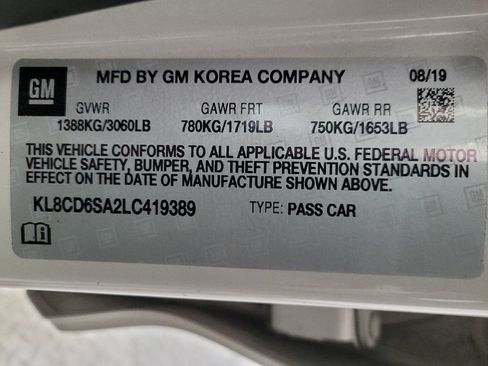 GM MFD BY GM KOREA COMPANY 08/19
GVWR GAWR FRT GAWR RR
1388KG/3060LB 780KG/1719LB 750KG/1653LB
THIS VEHICLE CONFORMS TO ALL APPLICABLE U.S. FEDERAL MOTOR
VEHICLE SAFETY, BUMPER, AND THEFT PREVENTION STANDARDS IN
EFFECT ON THE DATE OF MANUFACTURE SHOWN ABOVE.
KL8CD6SA2LC419389 TYPE: PASS CAR